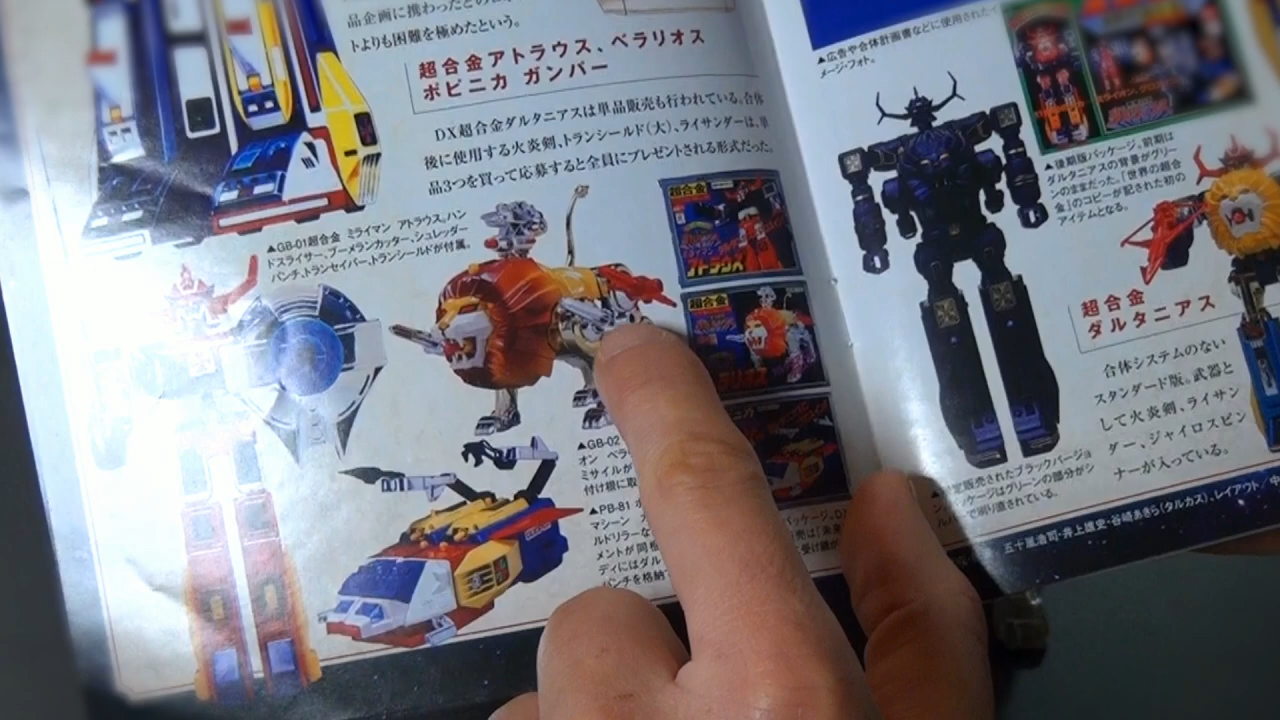 品企画に携わった
トよりも困難を極めたという。
超合金アトラウス、ベラリオス
ポピニカ ガンパー
DX超合金ダルタニアスは単品販売も行われている。合体
後に使用する火炎剣、トランシールド(大)、ライサンダーは、単
品3つを買って応募すると全員にプレゼントされる形式だった。
▲GB-01超合金 ミライマン アトラウス。ハン
ドスライサー、ブーメランカッター、シュレッダー
パンチ、トランセイバー、トランシールドが付属。
超合金
アトラウス
超合金
▲GB-02
オン ベラ
ミサイルが
付け根に取
▲PB-81
マシーン
ルドリラー
メントが同
ディにはダル
パンチを格納
▲広告や合体計画書などに使用されたイ
メージ・フォト。
▲後期版パッケージ。前期は
ダルタニアスの背景がグリー
ンのままだった。「世界の超合
金」のコピーが記された初の
アイテムとなる。
超合金
ダルタニアス
合体システムのない
スタンダード版。武器と
して火炎剣、ライサン
ダー、ジャイロスピン
ナーが入っている。
定販売されたブラックバージョ
ッケージはグリーンの部分がシ
ルバーで刷り直されている。
五十嵐浩司・井上雄史・谷崎あきら(タルカス)、レイアウト/中